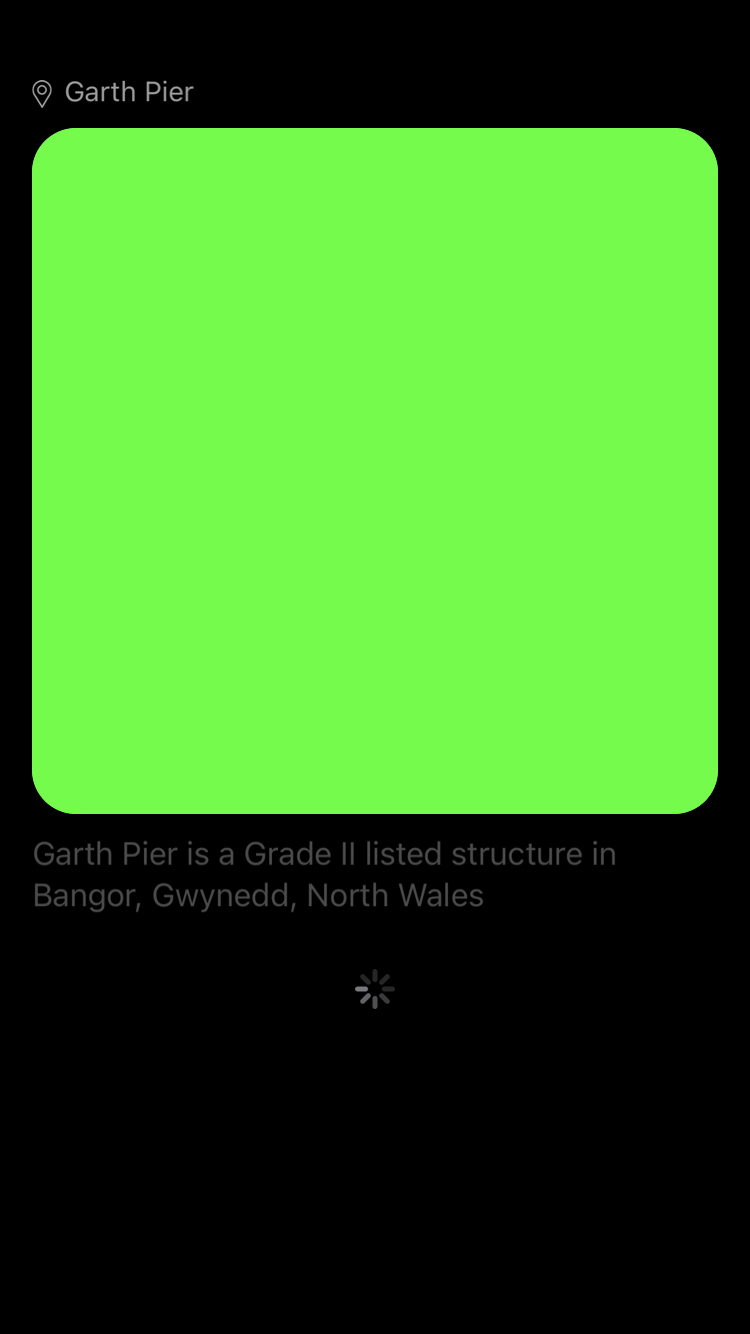 Garth Pier
Garth Pier is a Grade II listed structure in
Bangor, Gwynedd, North Wales